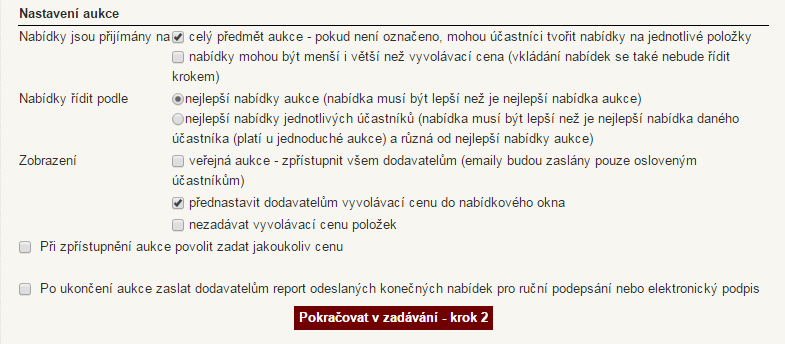 Nastavení aukce
Nabídky jsou přijímány na celý předmět aukce - pokud není označeno, mohou účastníci tvořit nabídky na jednotlivé položky
nabídky mohou být menší i větší než vyvolávací cena (vkládání nabídek se také nebude řídit
krokem)
Nabídky řídit podle nejlepší nabídky aukce (nabídka musí být lepší než je nejlepší nabídka aukce)
nejlepší nabídky jednotlivých účastníků (nabídka musí být lepší než je nejlepší nabídka daného
účastníka (platí u jednoduché aukce) a různá od nejlepší nabídky aukce)
Zobrazení veřejná aukce - zpřístupnit všem dodavatelům (emaily budou zaslány pouze osloveným
účastníkům)
přednastavit dodavatelům vyvolávací cenu do nabídkového okna
nezadávat vyvolávací cenu položek
Při zpřístupnění aukce povolit zadat jakoukoliv cenu
Po ukončení aukce zaslat dodavatelům report odeslaných konečných nabídek pro ruční podepsání nebo elektronický podpis
Pokračovat v zadávání - krok 2